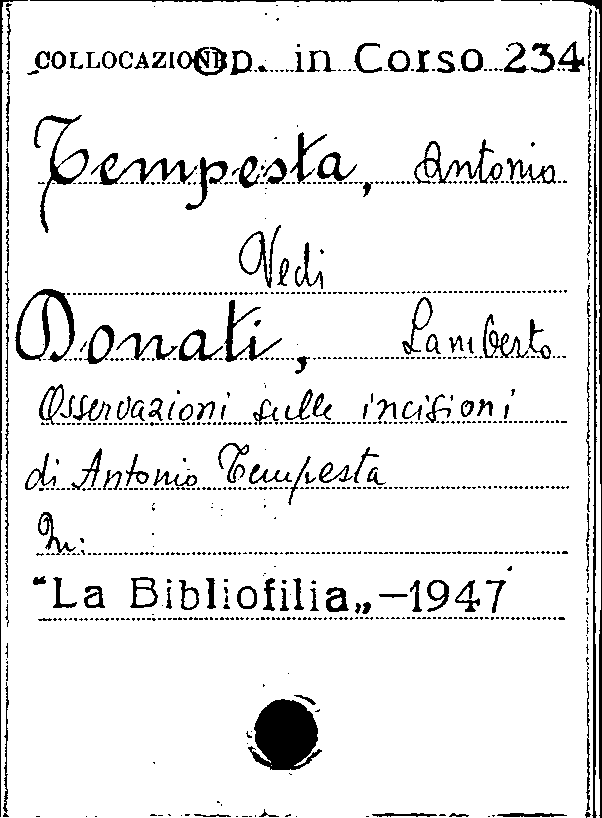 COLLOCAZIONE Op. in Corso 234
Tempesta, Antonio
Vedi
Donati, Lamberto
Osservazioni sulle incisioni
di Antonio Tempesta
In:
"La Bibliofilia„ -1947